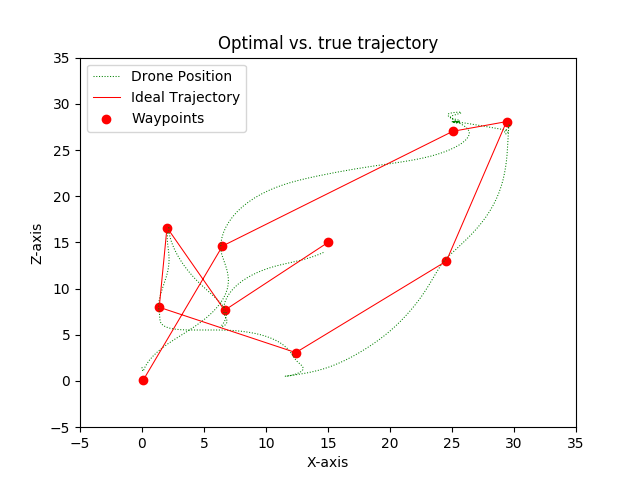 Optimal vs. true trajectory
Drone Position
Ideal Trajectory
Waypoints
Z-axis
35
30
25
20
15
10
5
0
−5
−5 0 5 10 15 20 25 30 35
X-axis